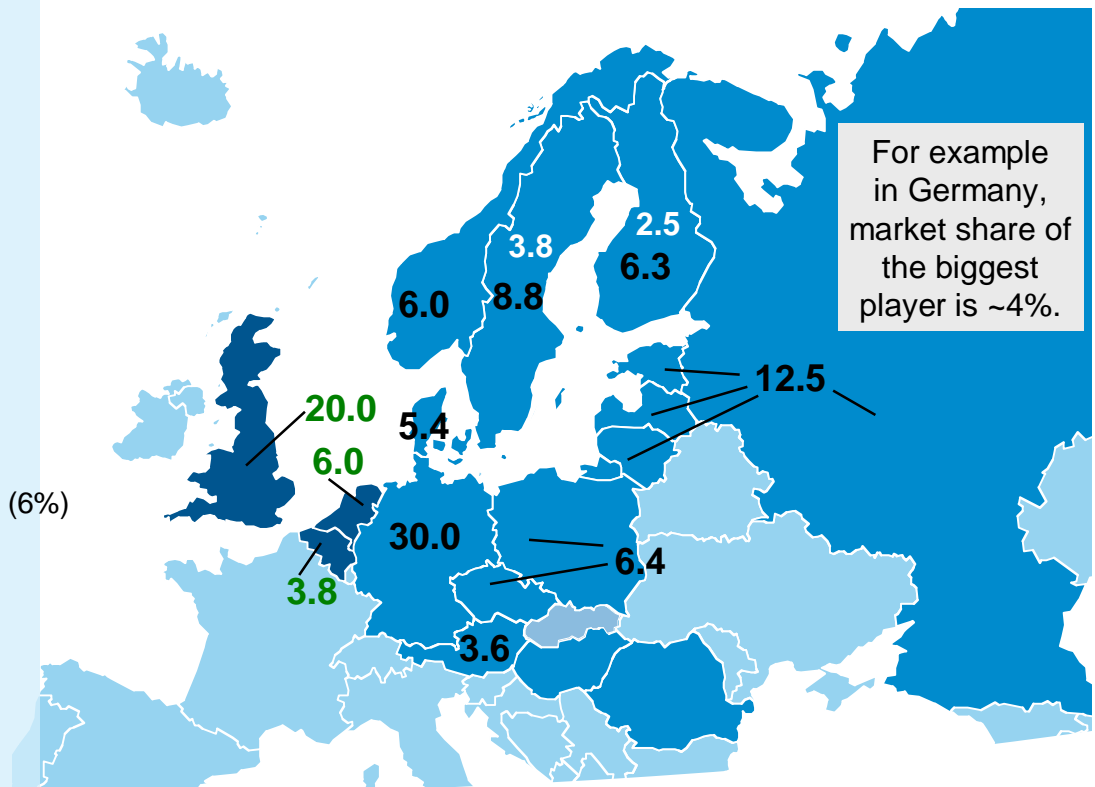 For example
in Germany,
market share of
the biggest
player is ~4%.
2.5
3.8
6.3
6.0
8.8
12.5
20.0
5.4
6.0
(6%)
30.0
6.4
3.8
3.6